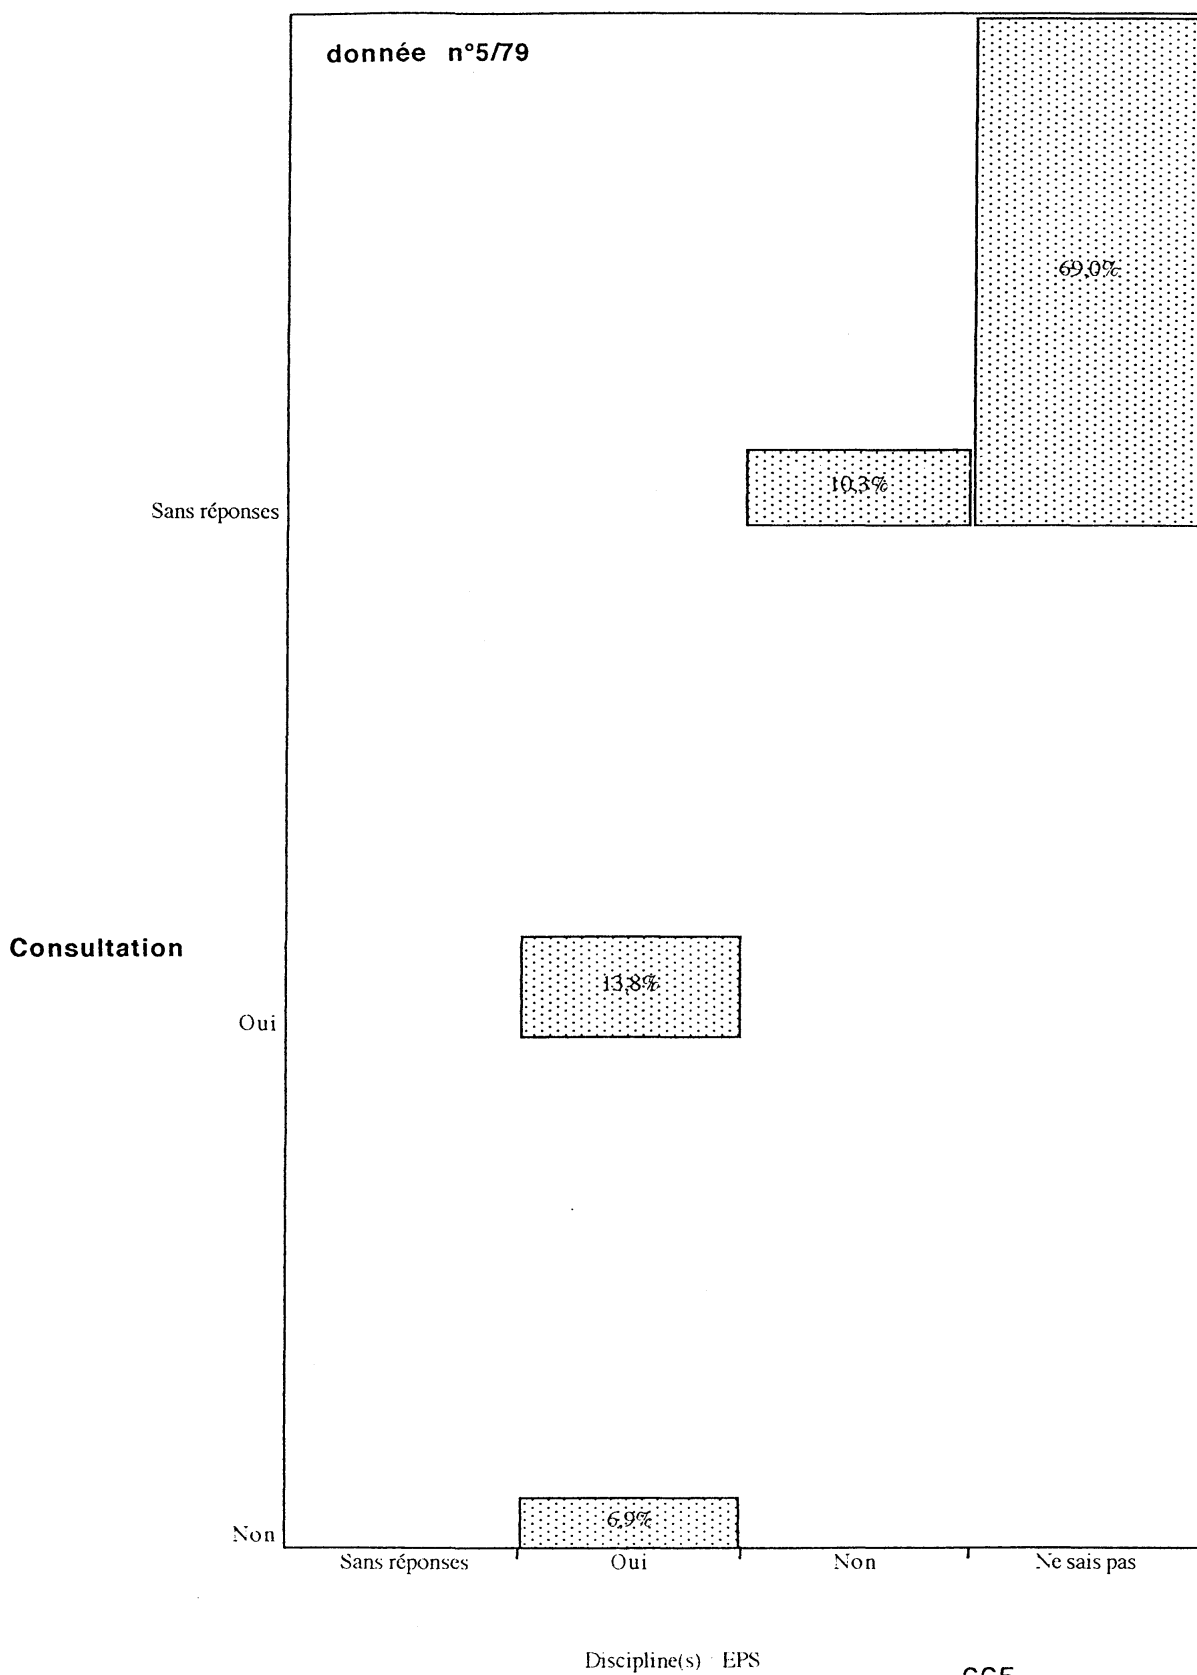 donnée n°5/79
69,0%
10,3%
Sans réponses
Consultation
13,8%
Oui
6,9%
Non
Sans réponses Oui Non Ne sais pas
Discipline(s) EPS